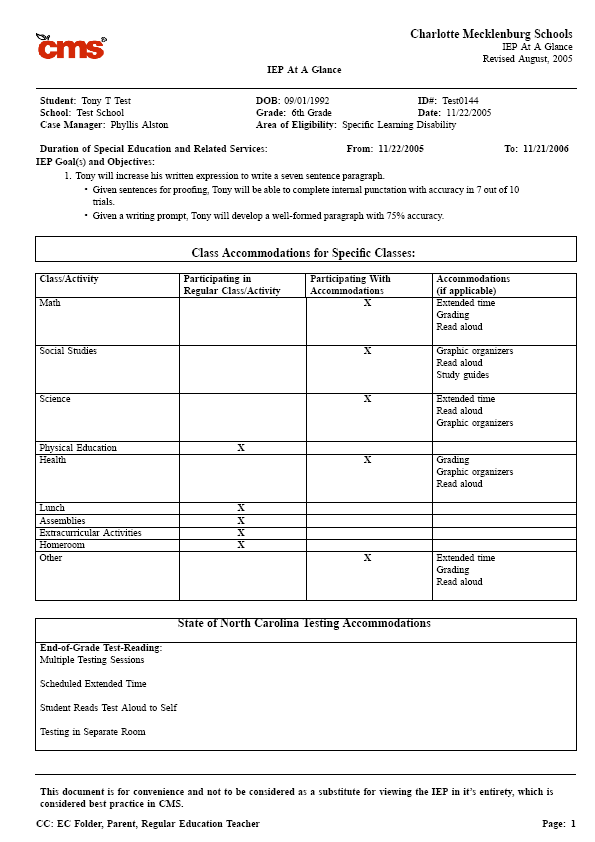 cms
Charlotte Mecklenburg Schools
IEP At A Glance
Revised August, 2005
IEP At A Glance
Student: Tony T Test DOB: 09/01/1992 ID#: Test0144
School: Test School Grade: 6th Grade Date: 11/22/2005
Case Manager: Phyllis Alston Area of Eligibility: Specific Learning Disability
Duration of Special Education and Related Services: From: 11/22/2005 To: 11/21/2006
IEP Goal(s) and Objectives:
1. Tony will increase his written expression to write a seven sentence paragraph.
• Given sentences for proofing, Tony will be able to complete internal punctation with accuracy in 7 out of 10
trials.
• Given a writing prompt, Tony will develop a well-formed paragraph with 75% accuracy.
Class Accommodations for Specific Classes:
Class/Activity Participating in Participating With Accommodations
Regular Class/Activity Accommodations (if applicable)
Math X Extended time
Grading
Read aloud
Social Studies X Graphic organizers
Read aloud
Study guides
Science X Extended time
Read aloud
Graphic organizers
Physical Education X
Health X Grading
Graphic organizers
Read aloud
Lunch X
Assemblies X
Extracurricular Activities X
Homeroom X
Other X Extended time
Grading
Read aloud
State of North Carolina Testing Accommodations
End-of-Grade Test-Reading:
Multiple Testing Sessions
Scheduled Extended Time
Student Reads Test Aloud to Self
Testing in Separate Room
This document is for convenience and not to be considered as a substitute for viewing the IEP in it's entirety, which is
considered best practice in CMS.
CC: EC Folder, Parent, Regular Education Teacher Page: 1